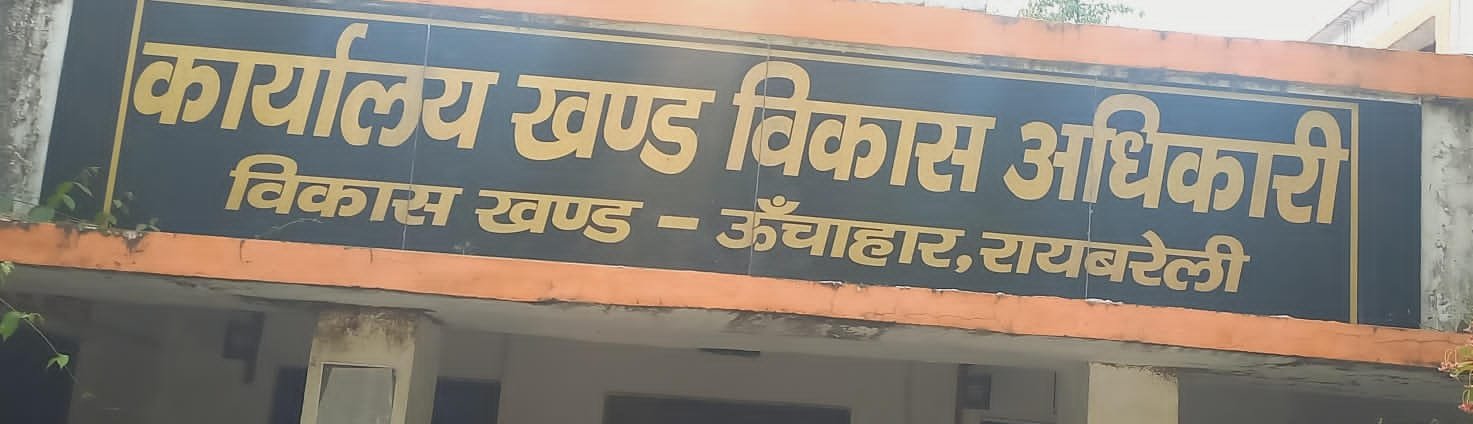 कार्यालय खण्ड विकास अधिकारी
विकास खण्ड - ऊँचाहार, रायबरेली